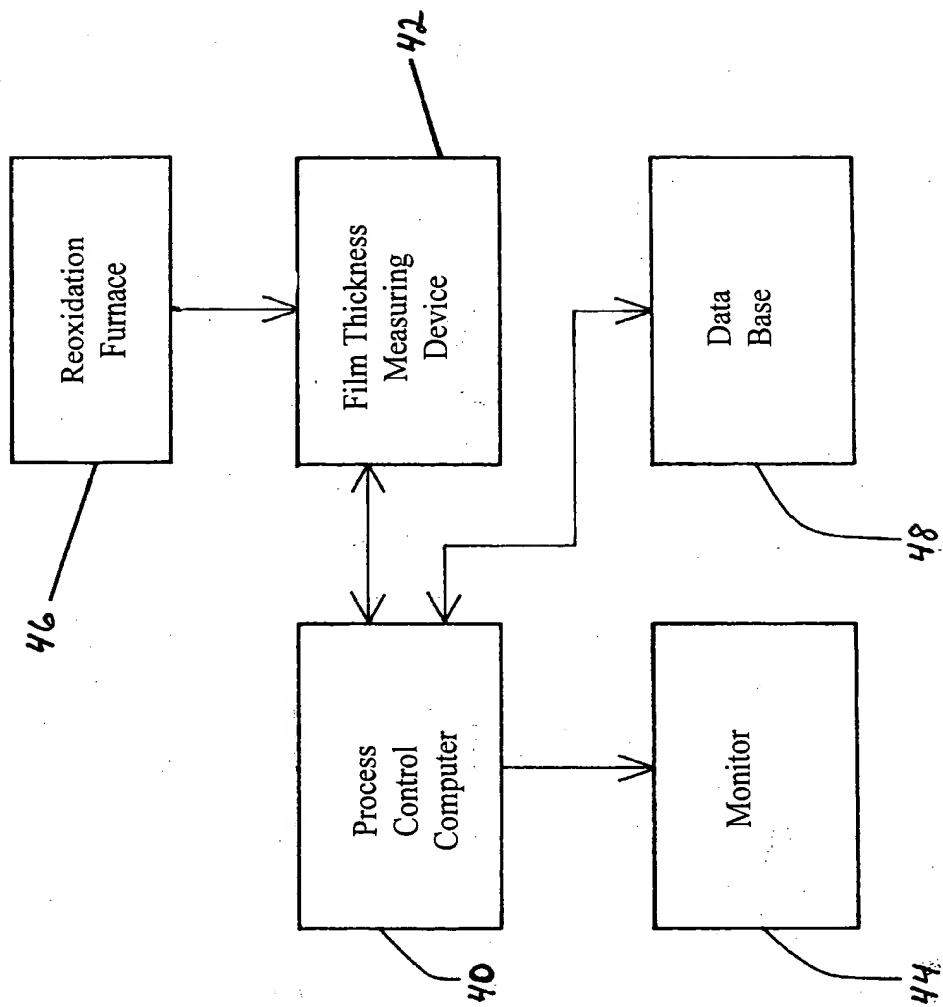 46
Reoxidation
Furnace
42
Film Thickness
Measuring
Device
Process
Control
Computer
40
Data
Base
48
Monitor
44